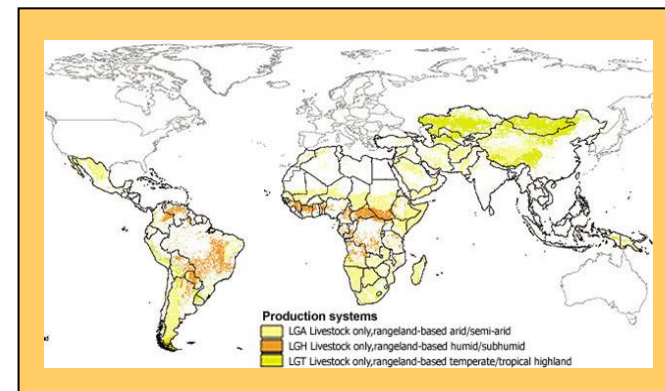 Production systems
LGA Livestock only,rangeland-based arid/semi-arid
LGH Livestock only,rangeland-based humid/subhumid
LGT Livestock only,rangeland-based temperate/tropical highland